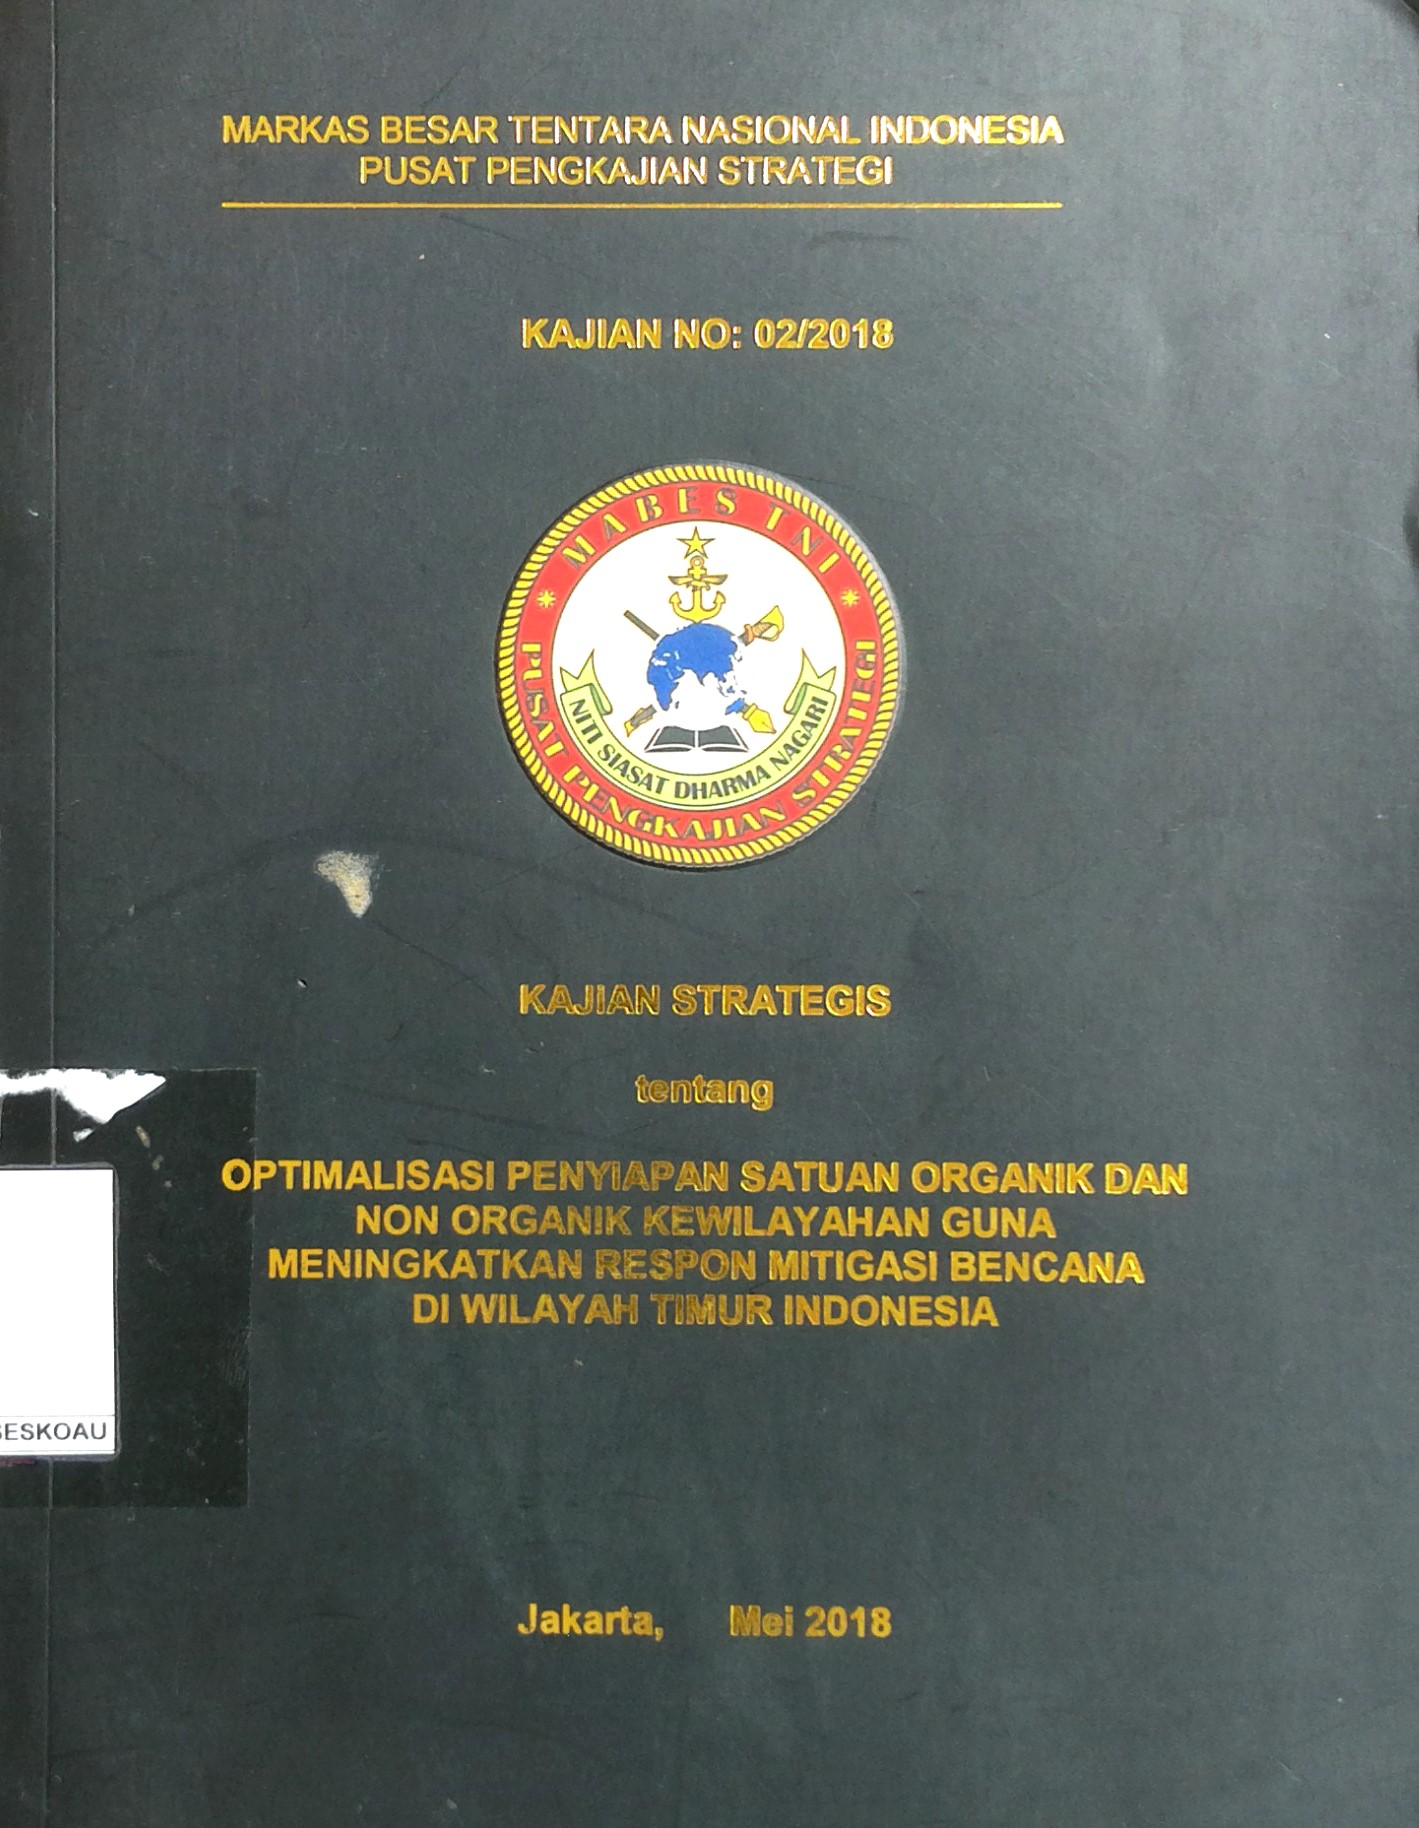 MARKAS BESAR TENTARA NASIONAL INDONESIA
PUSAT PENGKAJIAN STRATEGI
KAJIAN NO: 02/2018
MABES TNI
NITI SIASAT DHARMA NAGARI
PUSAT PENGKAJIAN STRATEGI
KAJIAN STRATEGIS
tentang
OPTIMALISASI PENYIAPAN SATUAN ORGANIK DAN
NON ORGANIK KEWILAYAHAN GUNA
MENINGKATKAN RESPON MITIGASI BENCANA
DI WILAYAH TIMUR INDONESIA
SESKOAU
Jakarta, Mei 2018